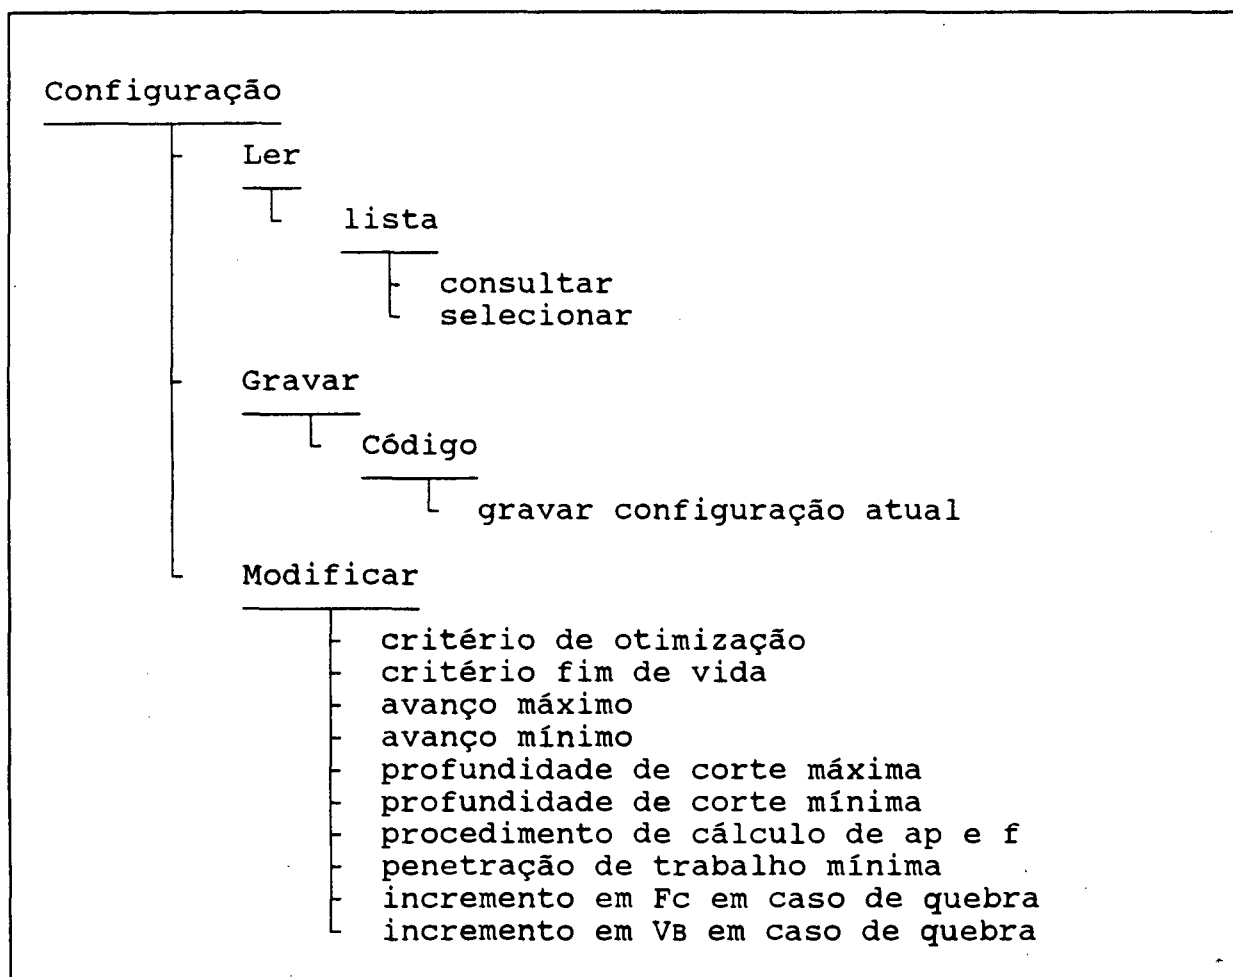 Configuração
Ler
lista
consultar
selecionar
Gravar
Código
gravar configuração atual
Modificar
critério de otimização
critério fim de vida
avanço máximo
avanço mínimo
profundidade de corte máxima
profundidade de corte mínima
procedimento de cálculo de ap e f
penetração de trabalho mínima
incremento em Fc em caso de quebra
incremento em VB em caso de quebra